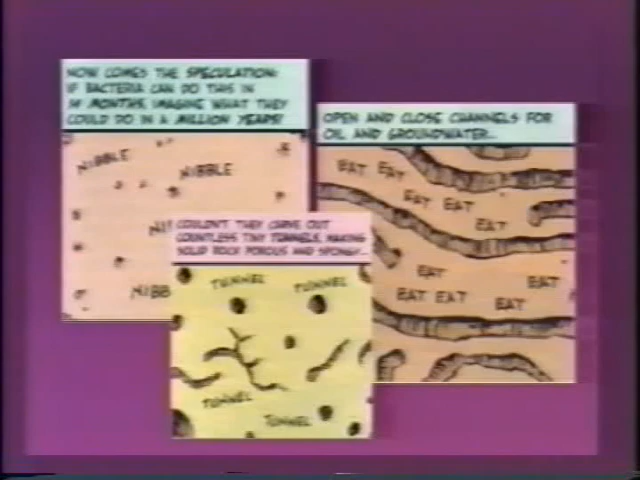 NOW COMES THE SPECULATION:
IF BACTERIA CAN DO THIS IN
14 MONTHS, IMAGINE WHAT THEY
COULD DO IN A MILLION YEARS!
NIBBLE
NIBBLE
NIBB
COULDN'T THEY CARVE OUT
COUNTLESS TINY TUNNELS, MAKING
SOLID ROCK POROUS AND SPONGY...
TUNNEL
TUNNEL
TUNNEL
TUNNEL
OPEN AND CLOSE CHANNELS FOR
OIL AND GROUNDWATER...
EAT EAT
EAT EAT
EAT
EAT
EAT
EAT EAT
EAT